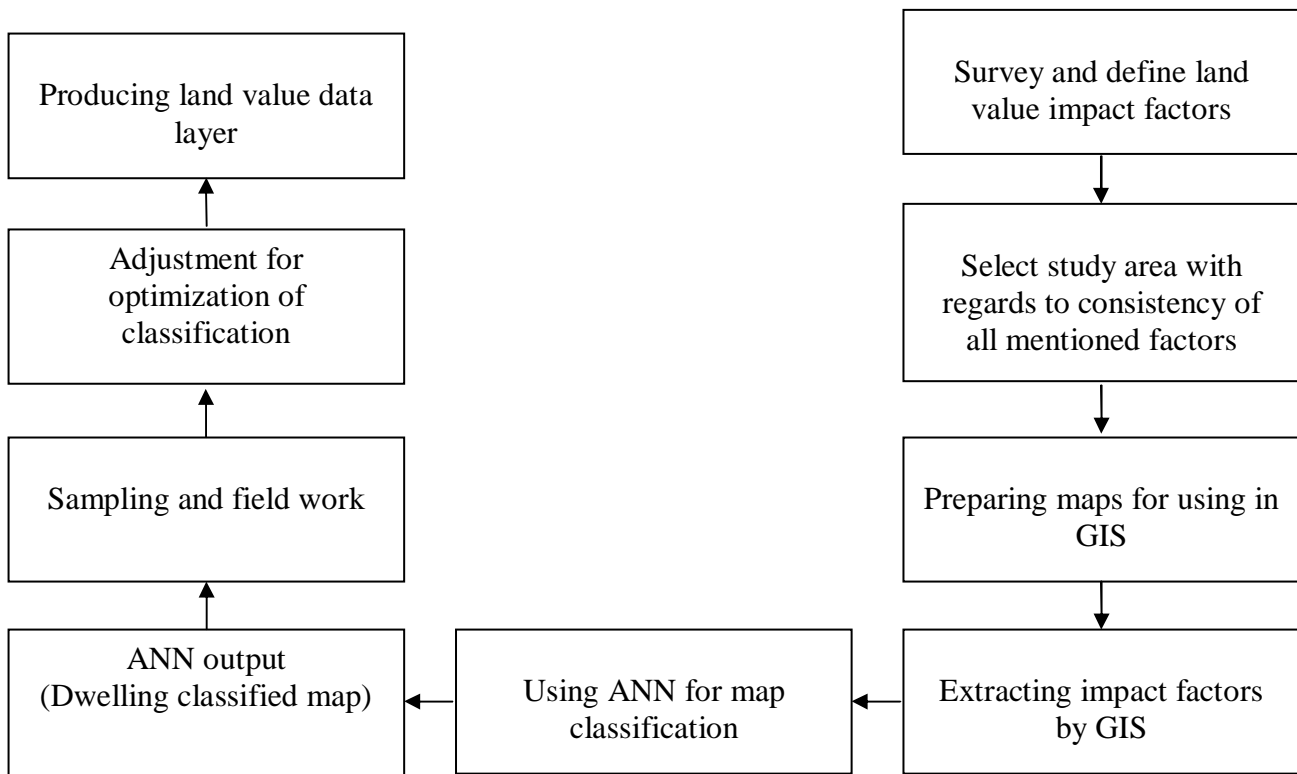 Survey and define land
value impact factors
Select study area with
regards to consistency of
all mentioned factors
Preparing maps for using in
GIS
Extracting impact factors
by GIS
Using ANN for map
classification
ANN output
(Dwelling classified map)
Sampling and field work
Adjustment for
optimization of
classification
Producing land value data
layer